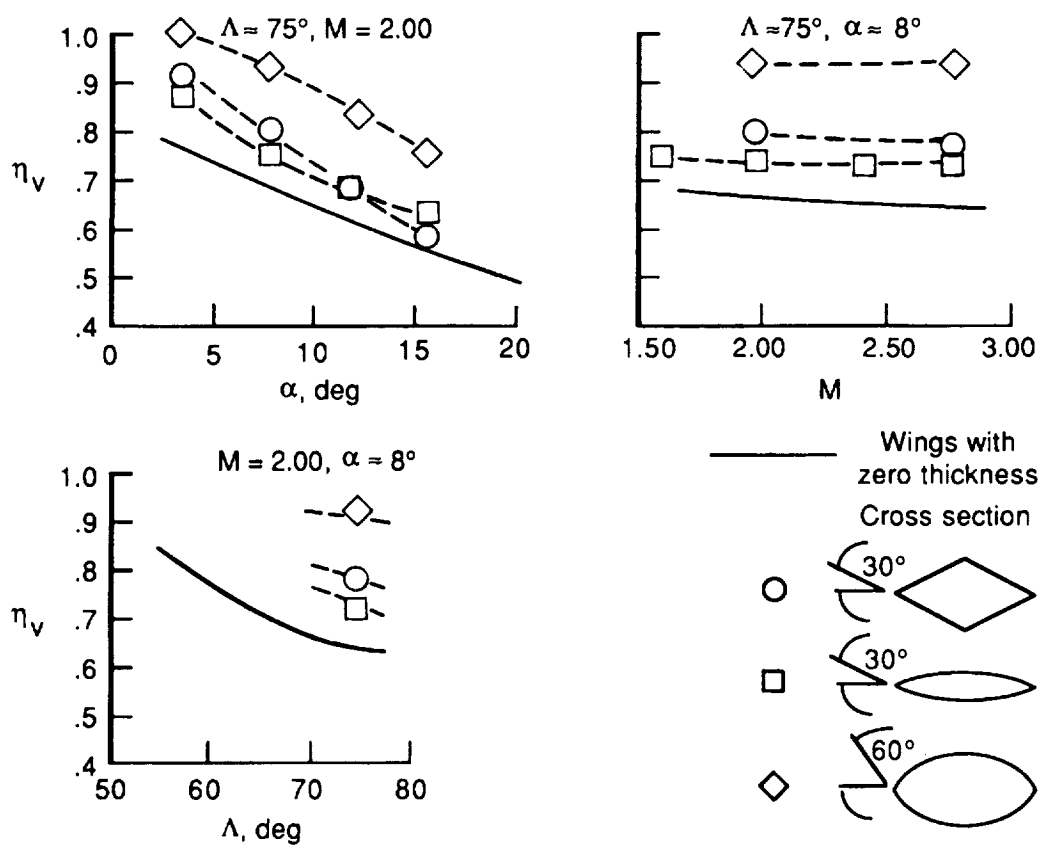 Λ ≈ 75°, M = 2.00
1.0
.9
.8
.7
.6
.5
.4
η_v
0 5 10 15 20
α, deg
Λ ≈75°, α ≈ 8°
1.50 2.00 2.50 3.00
M
M = 2.00, α ≈ 8°
1.0
.9
.8
.7
.6
.5
.4
η_v
50 60 70 80
Λ, deg
Wings with
zero thickness
Cross section
30°
30°
60°